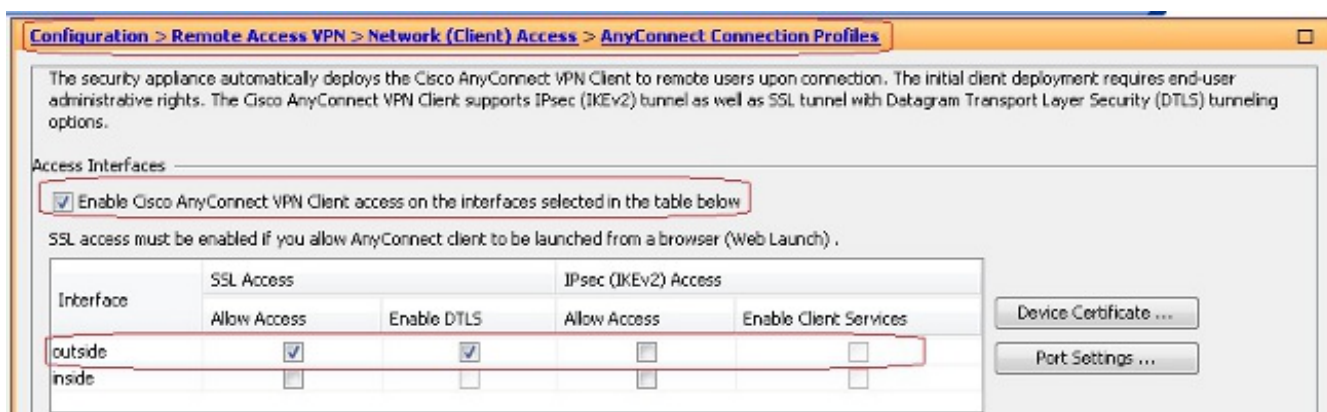 Configuration > Remote Access VPN > Network (Client) Access > AnyConnect Connection Profiles
The security appliance automatically deploys the Cisco AnyConnect VPN Client to remote users upon connection. The initial client deployment requires end-user
administrative rights. The Cisco AnyConnect VPN Client supports IPsec (IKEv2) tunnel as well as SSL tunnel with Datagram Transport Layer Security (DTLS) tunneling
options.
Access Interfaces
Enable Cisco AnyConnect VPN Client access on the interfaces selected in the table below
SSL access must be enabled if you allow AnyConnect client to be launched from a browser (Web Launch) .
Interface
SSL Access
IPsec (IKEv2) Access
Allow Access
Enable DTLS
Allow Access
Enable Client Services
Device Certificate ...
outside
Port Settings ...
inside